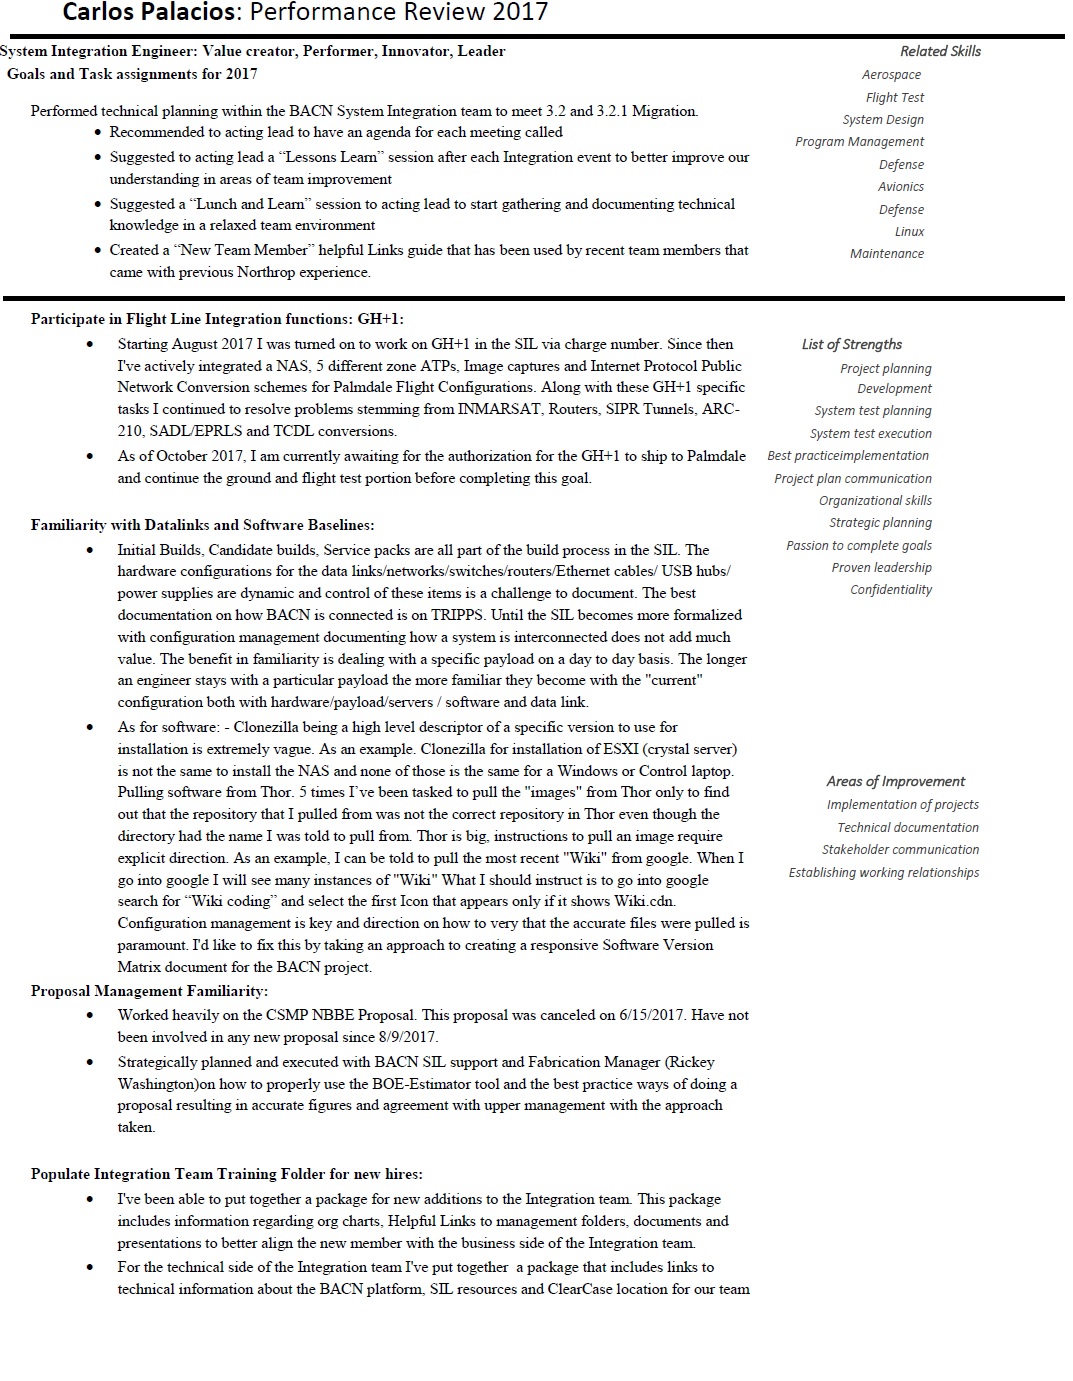 Carlos Palacios: Performance Review 2017
System Integration Engineer: Value creator, Performer, Innovator, Leader
Goals and Task assignments for 2017
Performed technical planning within the BACN System Integration team to meet 3.2 and 3.2.1 Migration.
• Recommended to acting lead to have an agenda for each meeting called
• Suggested to acting lead a “Lessons Learn” session after each Integration event to better improve our
understanding in areas of team improvement
• Suggested a “Lunch and Learn” session to acting lead to start gathering and documenting technical
knowledge in a relaxed team environment
• Created a “New Team Member” helpful Links guide that has been used by recent team members that
came with previous Northrop experience.
Related Skills
Aerospace
Flight Test
System Design
Program Management
Defense
Avionics
Defense
Linux
Maintenance
Participate in Flight Line Integration functions: GH+1:
• Starting August 2017 I was turned on to work on GH+1 in the SIL via charge number. Since then
I've actively integrated a NAS, 5 different zone ATPs, Image captures and Internet Protocol Public
Network Conversion schemes for Palmdale Flight Configurations. Along with these GH+1 specific
tasks I continued to resolve problems stemming from INMARSAT, Routers, SIPR Tunnels, ARC-
210, SADL/EPRLS and TCDL conversions.
• As of October 2017, I am currently awaiting for the authorization for the GH+1 to ship to Palmdale
and continue the ground and flight test portion before completing this goal.
Familiarity with Datalinks and Software Baselines:
• Initial Builds, Candidate builds, Service packs are all part of the build process in the SIL. The
hardware configurations for the data links/networks/switches/routers/Ethernet cables/ USB hubs/
power supplies are dynamic and control of these items is a challenge to document. The best
documentation on how BACN is connected is on TRIPPS. Until the SIL becomes more formalized
with configuration management documenting how a system is interconnected does not add much
value. The benefit in familiarity is dealing with a specific payload on a day to day basis. The longer
an engineer stays with a particular payload the more familiar they become with the "current"
configuration both with hardware/payload/servers / software and data link.
• As for software: - Clonezilla being a high level descriptor of a specific version to use for
installation is extremely vague. As an example. Clonezilla for installation of ESXI (crystal server)
is not the same to install the NAS and none of those is the same for a Windows or Control laptop.
Pulling software from Thor. 5 times I’ve been tasked to pull the "images" from Thor only to find
out that the repository that I pulled from was not the correct repository in Thor even though the
directory had the name I was told to pull from. Thor is big, instructions to pull an image require
explicit direction. As an example, I can be told to pull the most recent "Wiki" from google. When I
go into google I will see many instances of "Wiki" What I should instruct is to go into google
search for “Wiki coding” and select the first Icon that appears only if it shows Wiki.cdn.
Configuration management is key and direction on how to very that the accurate files were pulled is
paramount. I'd like to fix this by taking an approach to creating a responsive Software Version
Matrix document for the BACN project.
Proposal Management Familiarity:
• Worked heavily on the CSMP NBBE Proposal. This proposal was canceled on 6/15/2017. Have not
been involved in any new proposal since 8/9/2017.
• Strategically planned and executed with BACN SIL support and Fabrication Manager (Rickey
Washington)on how to properly use the BOE-Estimator tool and the best practice ways of doing a
proposal resulting in accurate figures and agreement with upper management with the approach
taken.
Populate Integration Team Training Folder for new hires:
• I've been able to put together a package for new additions to the Integration team. This package
includes information regarding org charts, Helpful Links to management folders, documents and
presentations to better align the new member with the business side of the Integration team.
• For the technical side of the Integration team I've put together a package that includes links to
technical information about the BACN platform, SIL resources and ClearCase location for our team
List of Strengths
Project planning
Development
System test planning
System test execution
Best practiceimplementation
Project plan communication
Organizational skills
Strategic planning
Passion to complete goals
Proven leadership
Confidentiality
Areas of Improvement
Implementation of projects
Technical documentation
Stakeholder communication
Establishing working relationships